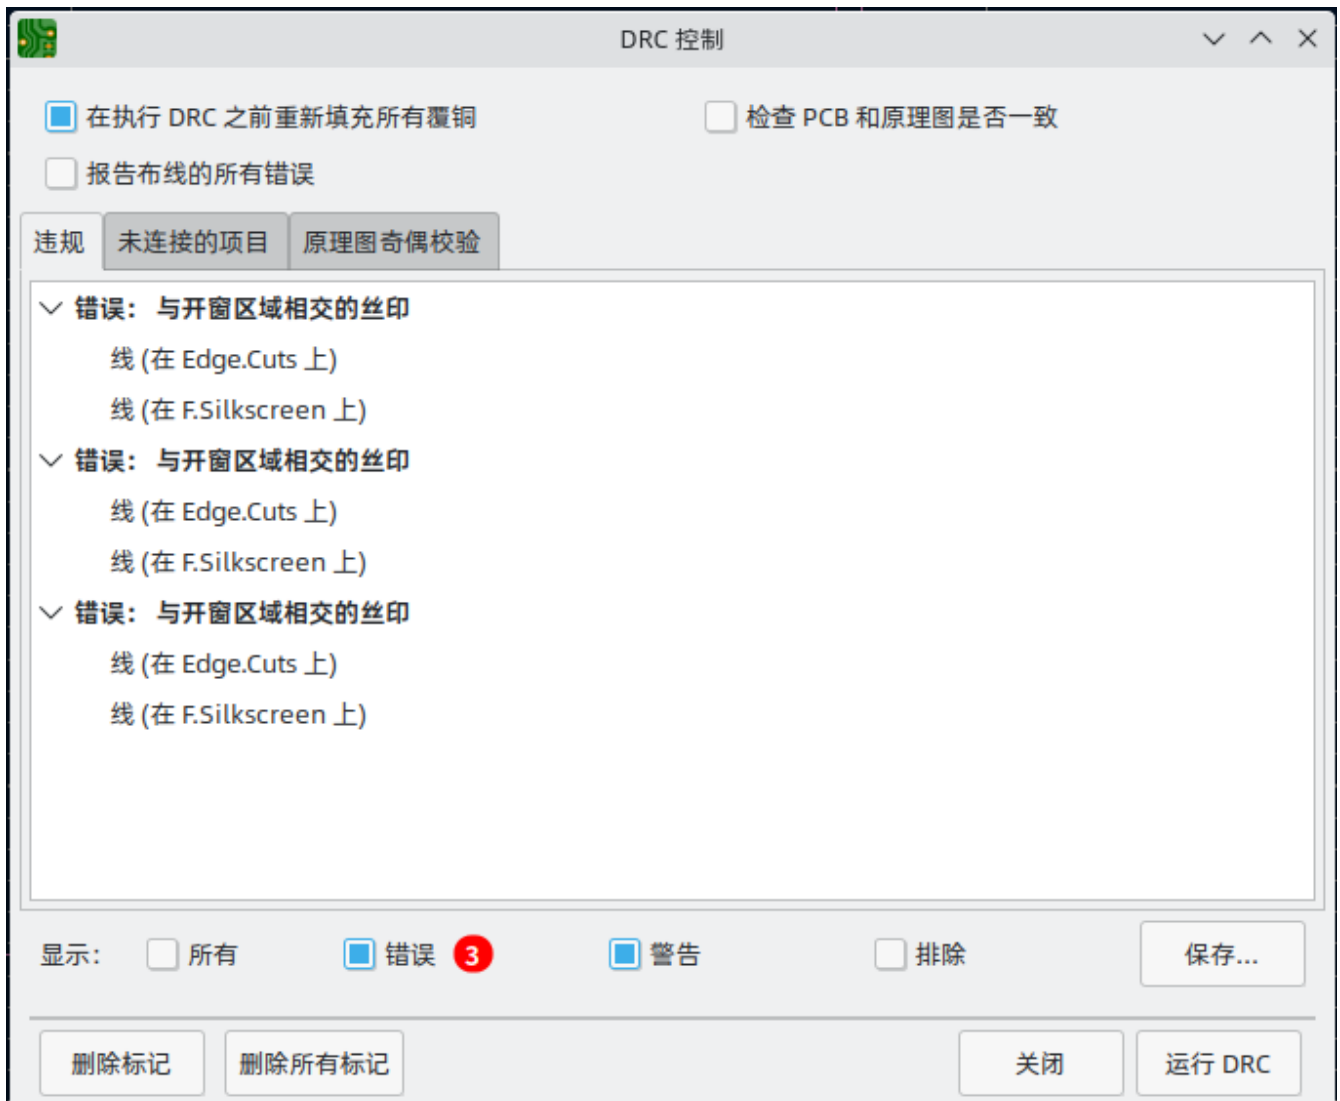 DRC 控制
在执行 DRC 之前重新填充所有覆铜 检查 PCB 和原理图是否一致
报告布线的所有错误
违规 未连接的项目 原理图奇偶校验
错误： 与开窗区域相交的丝印
线 (在 Edge.Cuts 上)
线 (在 F.Silkscreen 上)
错误： 与开窗区域相交的丝印
线 (在 Edge.Cuts 上)
线 (在 F.Silkscreen 上)
错误： 与开窗区域相交的丝印
线 (在 Edge.Cuts 上)
线 (在 F.Silkscreen 上)
显示： 所有 错误 3 警告 排除 保存...
删除标记 删除所有标记 关闭 运行 DRC